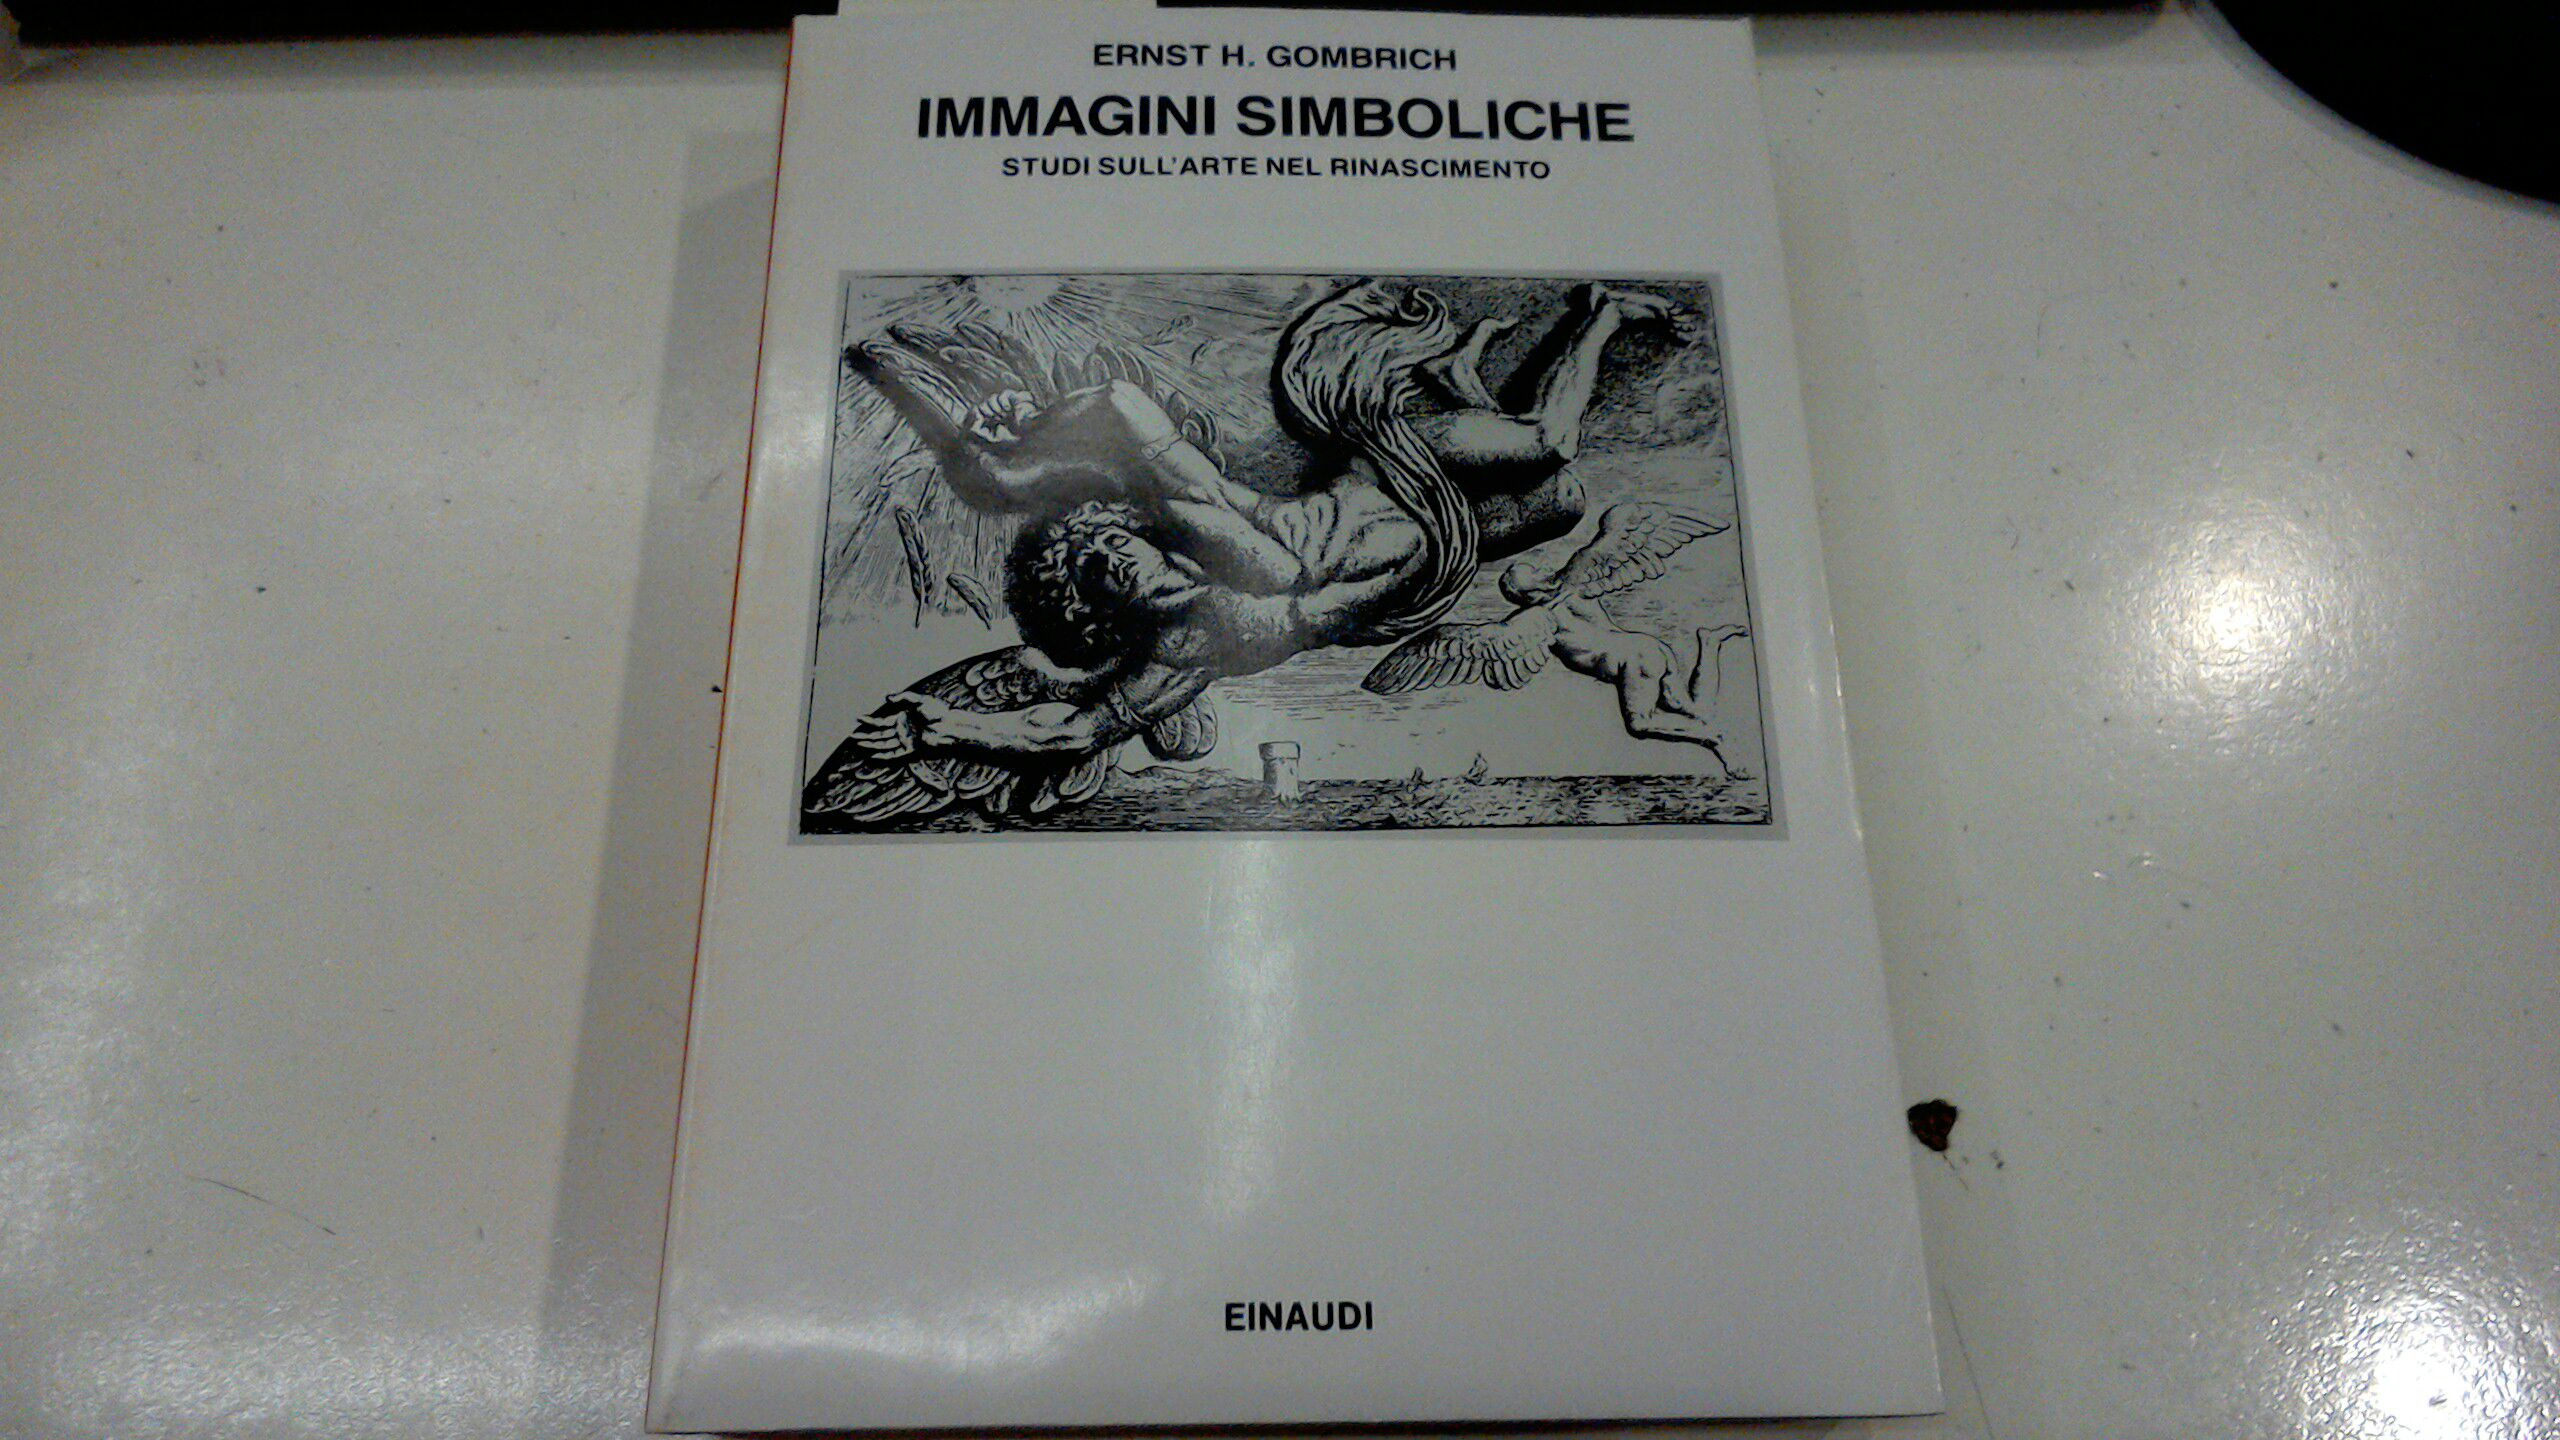 ERNST H. GOMBRICH
IMMAGINI SIMBOLICHE
STUDI SULL'ARTE NEL RINASCIMENTO
EINAUDI